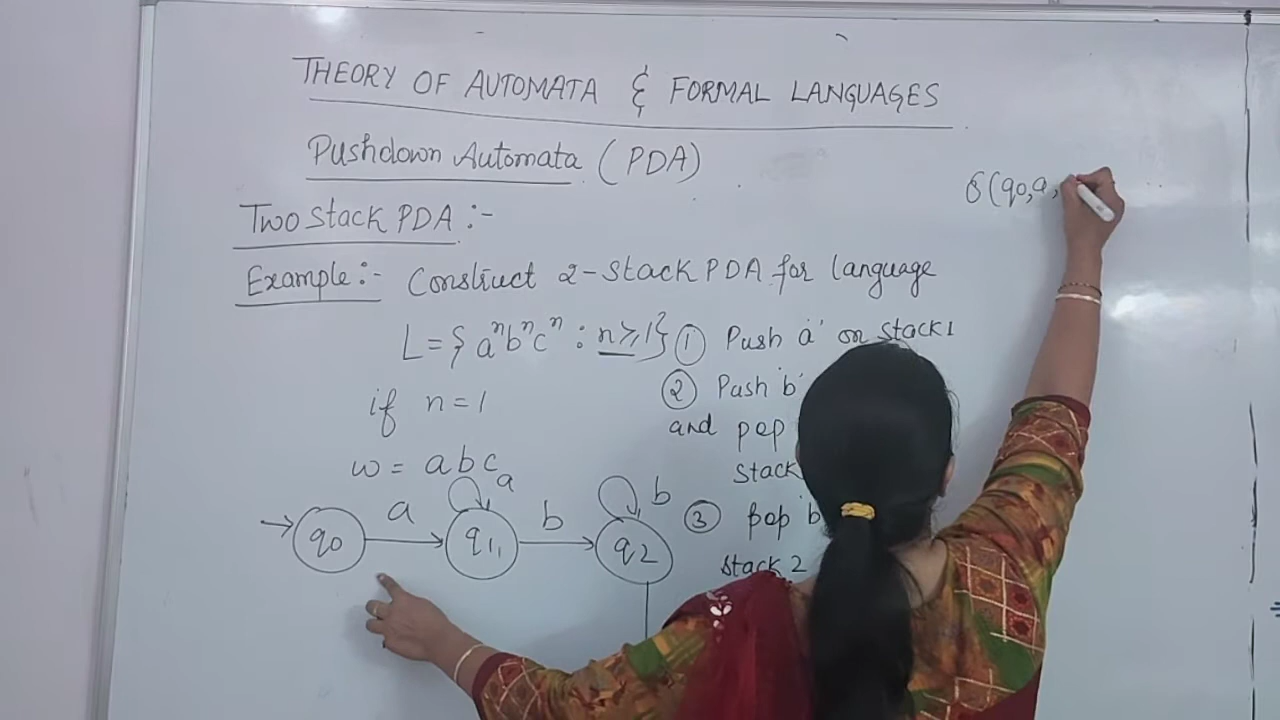 THEORY OF AUTOMATA & FORMAL LANGUAGES
Pushdown Automata (PDA)
Two Stack PDA :-
Example:- Construct 2-Stack PDA for language
L = { aⁿbⁿcⁿ : n ≥ 1}
if n = 1
w = abc
① Push 'a' on Stack 1
② Push 'b'
and pop
Stack
③ pop 'b'
stack 2
q0 a q1 a b q2 b
δ(q0,a,